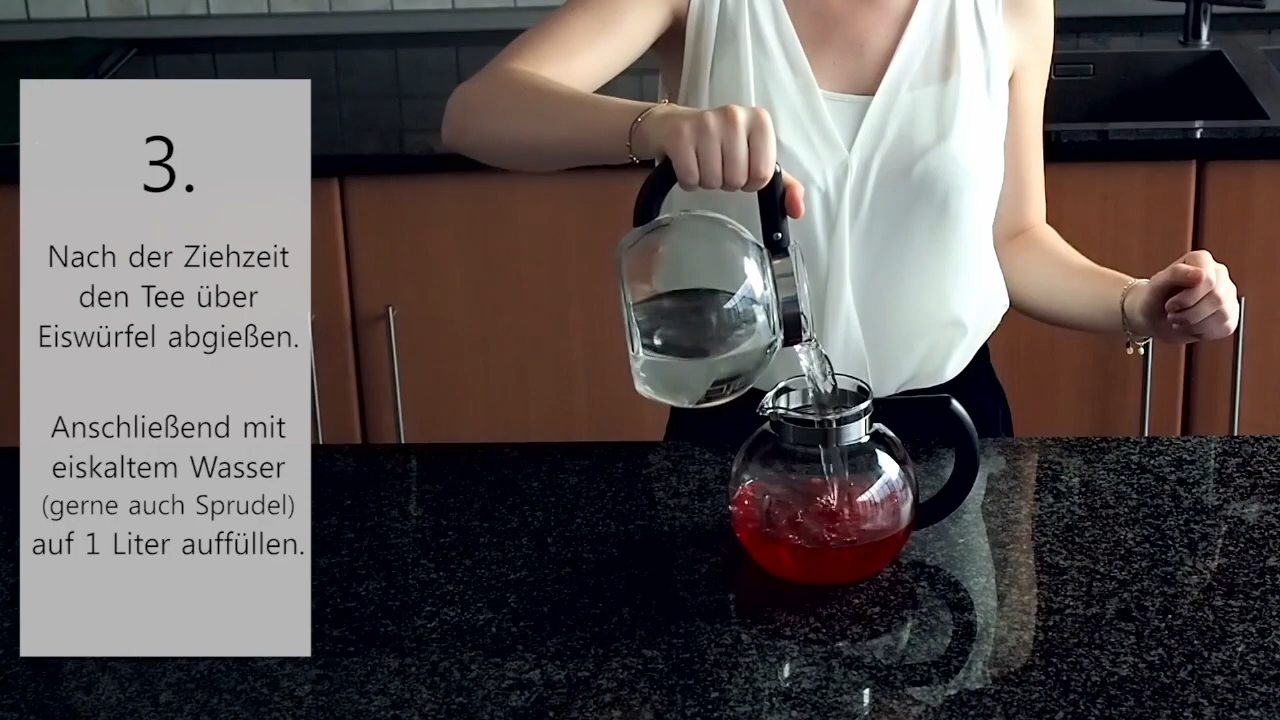 3.
Nach der Ziehzeit
den Tee über
Eiswürfel abgießen.
Anschließend mit
eiskaltem Wasser
(gerne auch Sprudel)
auf 1 Liter auffüllen.